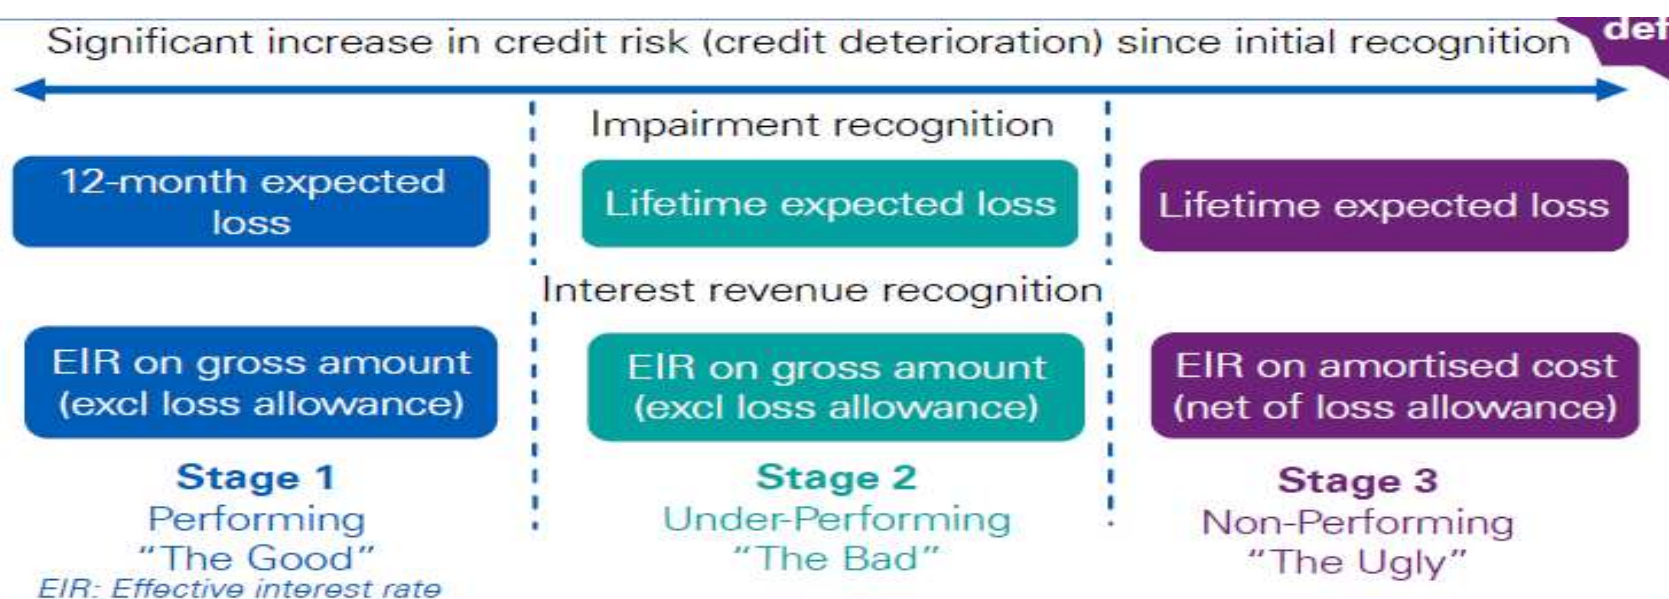 Significant increase in credit risk (credit deterioration) since initial recognition
Impairment recognition
12-month expected
loss
Lifetime expected loss
Lifetime expected loss
Interest revenue recognition
EIR on gross amount
(excl loss allowance)
EIR on gross amount
(excl loss allowance)
EIR on amortised cost
(net of loss allowance)
Stage 1
Performing
“The Good”
Stage 2
Under-Performing
“The Bad”
Stage 3
Non-Performing
“The Ugly”
EIR: Effective interest rate